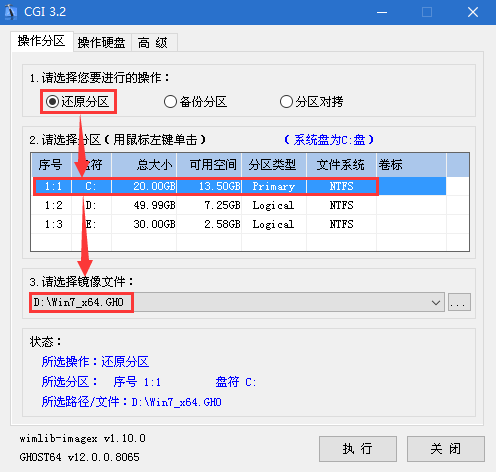 CGI 3.2
操作分区 操作硬盘 高 级
1.请选择您要进行的操作：
还原分区 备份分区 分区对拷
2.请选择分区（用鼠标左键单击） （系统盘为C:盘）
序号 盘符 总大小 可用空间 分区类型 文件系统 卷标
1:1 C: 20.00GB 13.50GB Primary NTFS
1:2 D: 49.99GB 7.25GB Logical NTFS
1:3 E: 30.00GB 2.58GB Logical NTFS
3.请选择镜像文件：
D:\Win7_x64.GHO ...
状态：
所选操作：还原分区
所选分区： 序号 1:1 盘符 C:
所选路径/文件：D:\Win7_x64.GHO
wimlib-imagex v1.10.0
GHOST64 v12.0.0.8065
执 行 关 闭